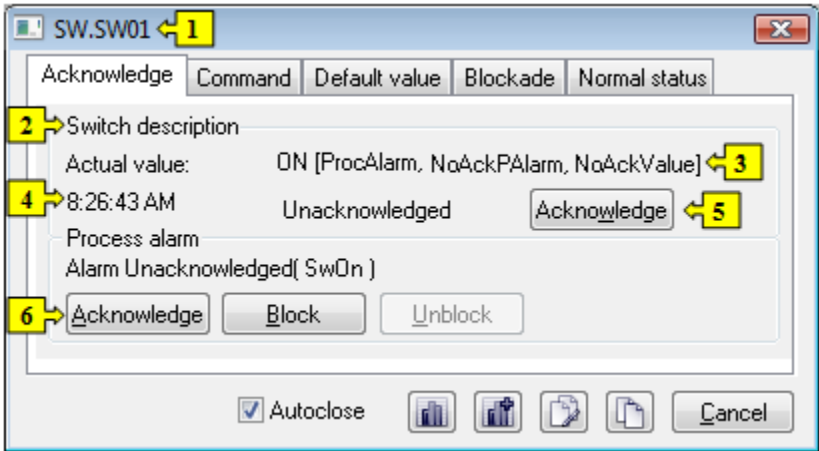 SW.SW01 1
Acknowledge Command Default value Blockade Normal status
2 Switch description
Actual value: ON [ProcAlarm, NoAckPAlarm, NoAckValue] 3
4 8:26:43 AM Unacknowledged Acknowledge 5
Process alarm
Alarm Unacknowledged( SwOn )
6 Acknowledge Block Unblock
Autoclose Cancel